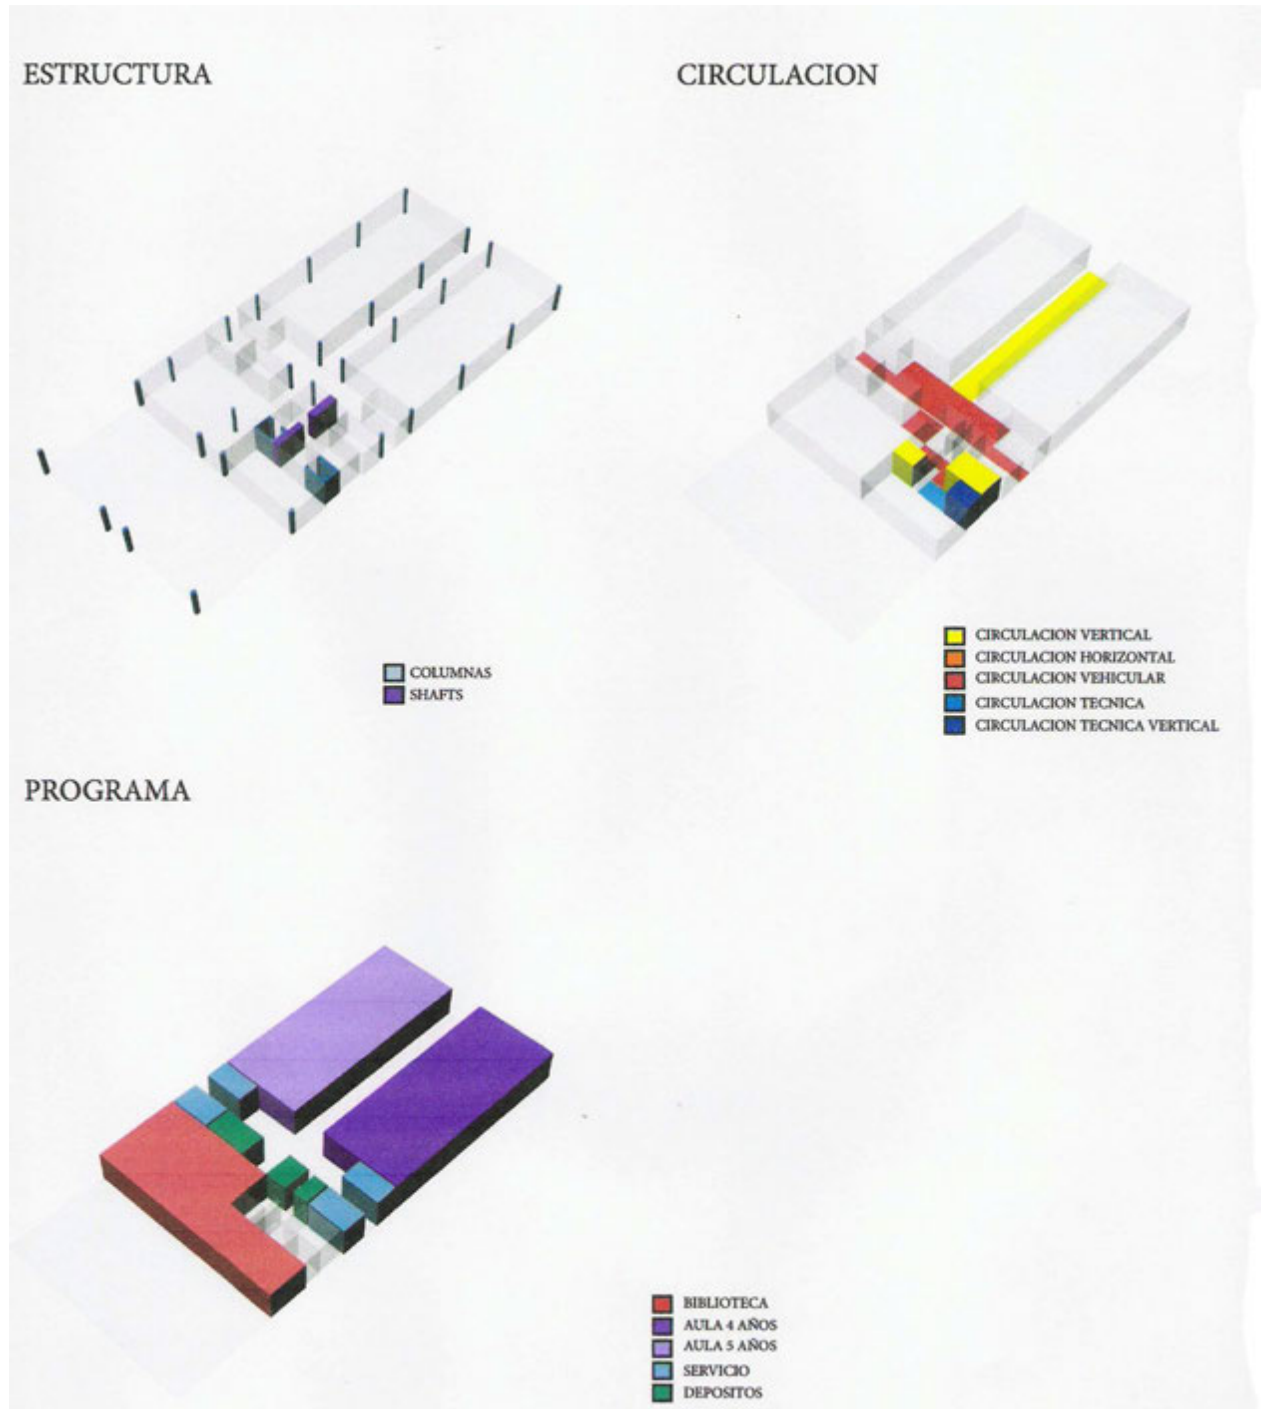 ESTRUCTURA
CIRCULACION
COLUMNAS
SHAFTS
CIRCULACION VERTICAL
CIRCULACION HORIZONTAL
CIRCULACION VEHICULAR
CIRCULACION TECNICA
CIRCULACION TECNICA VERTICAL
PROGRAMA
BIBLIOTECA
AULA 4 AÑOS
AULA 5 AÑOS
SERVICIO
DEPOSITOS